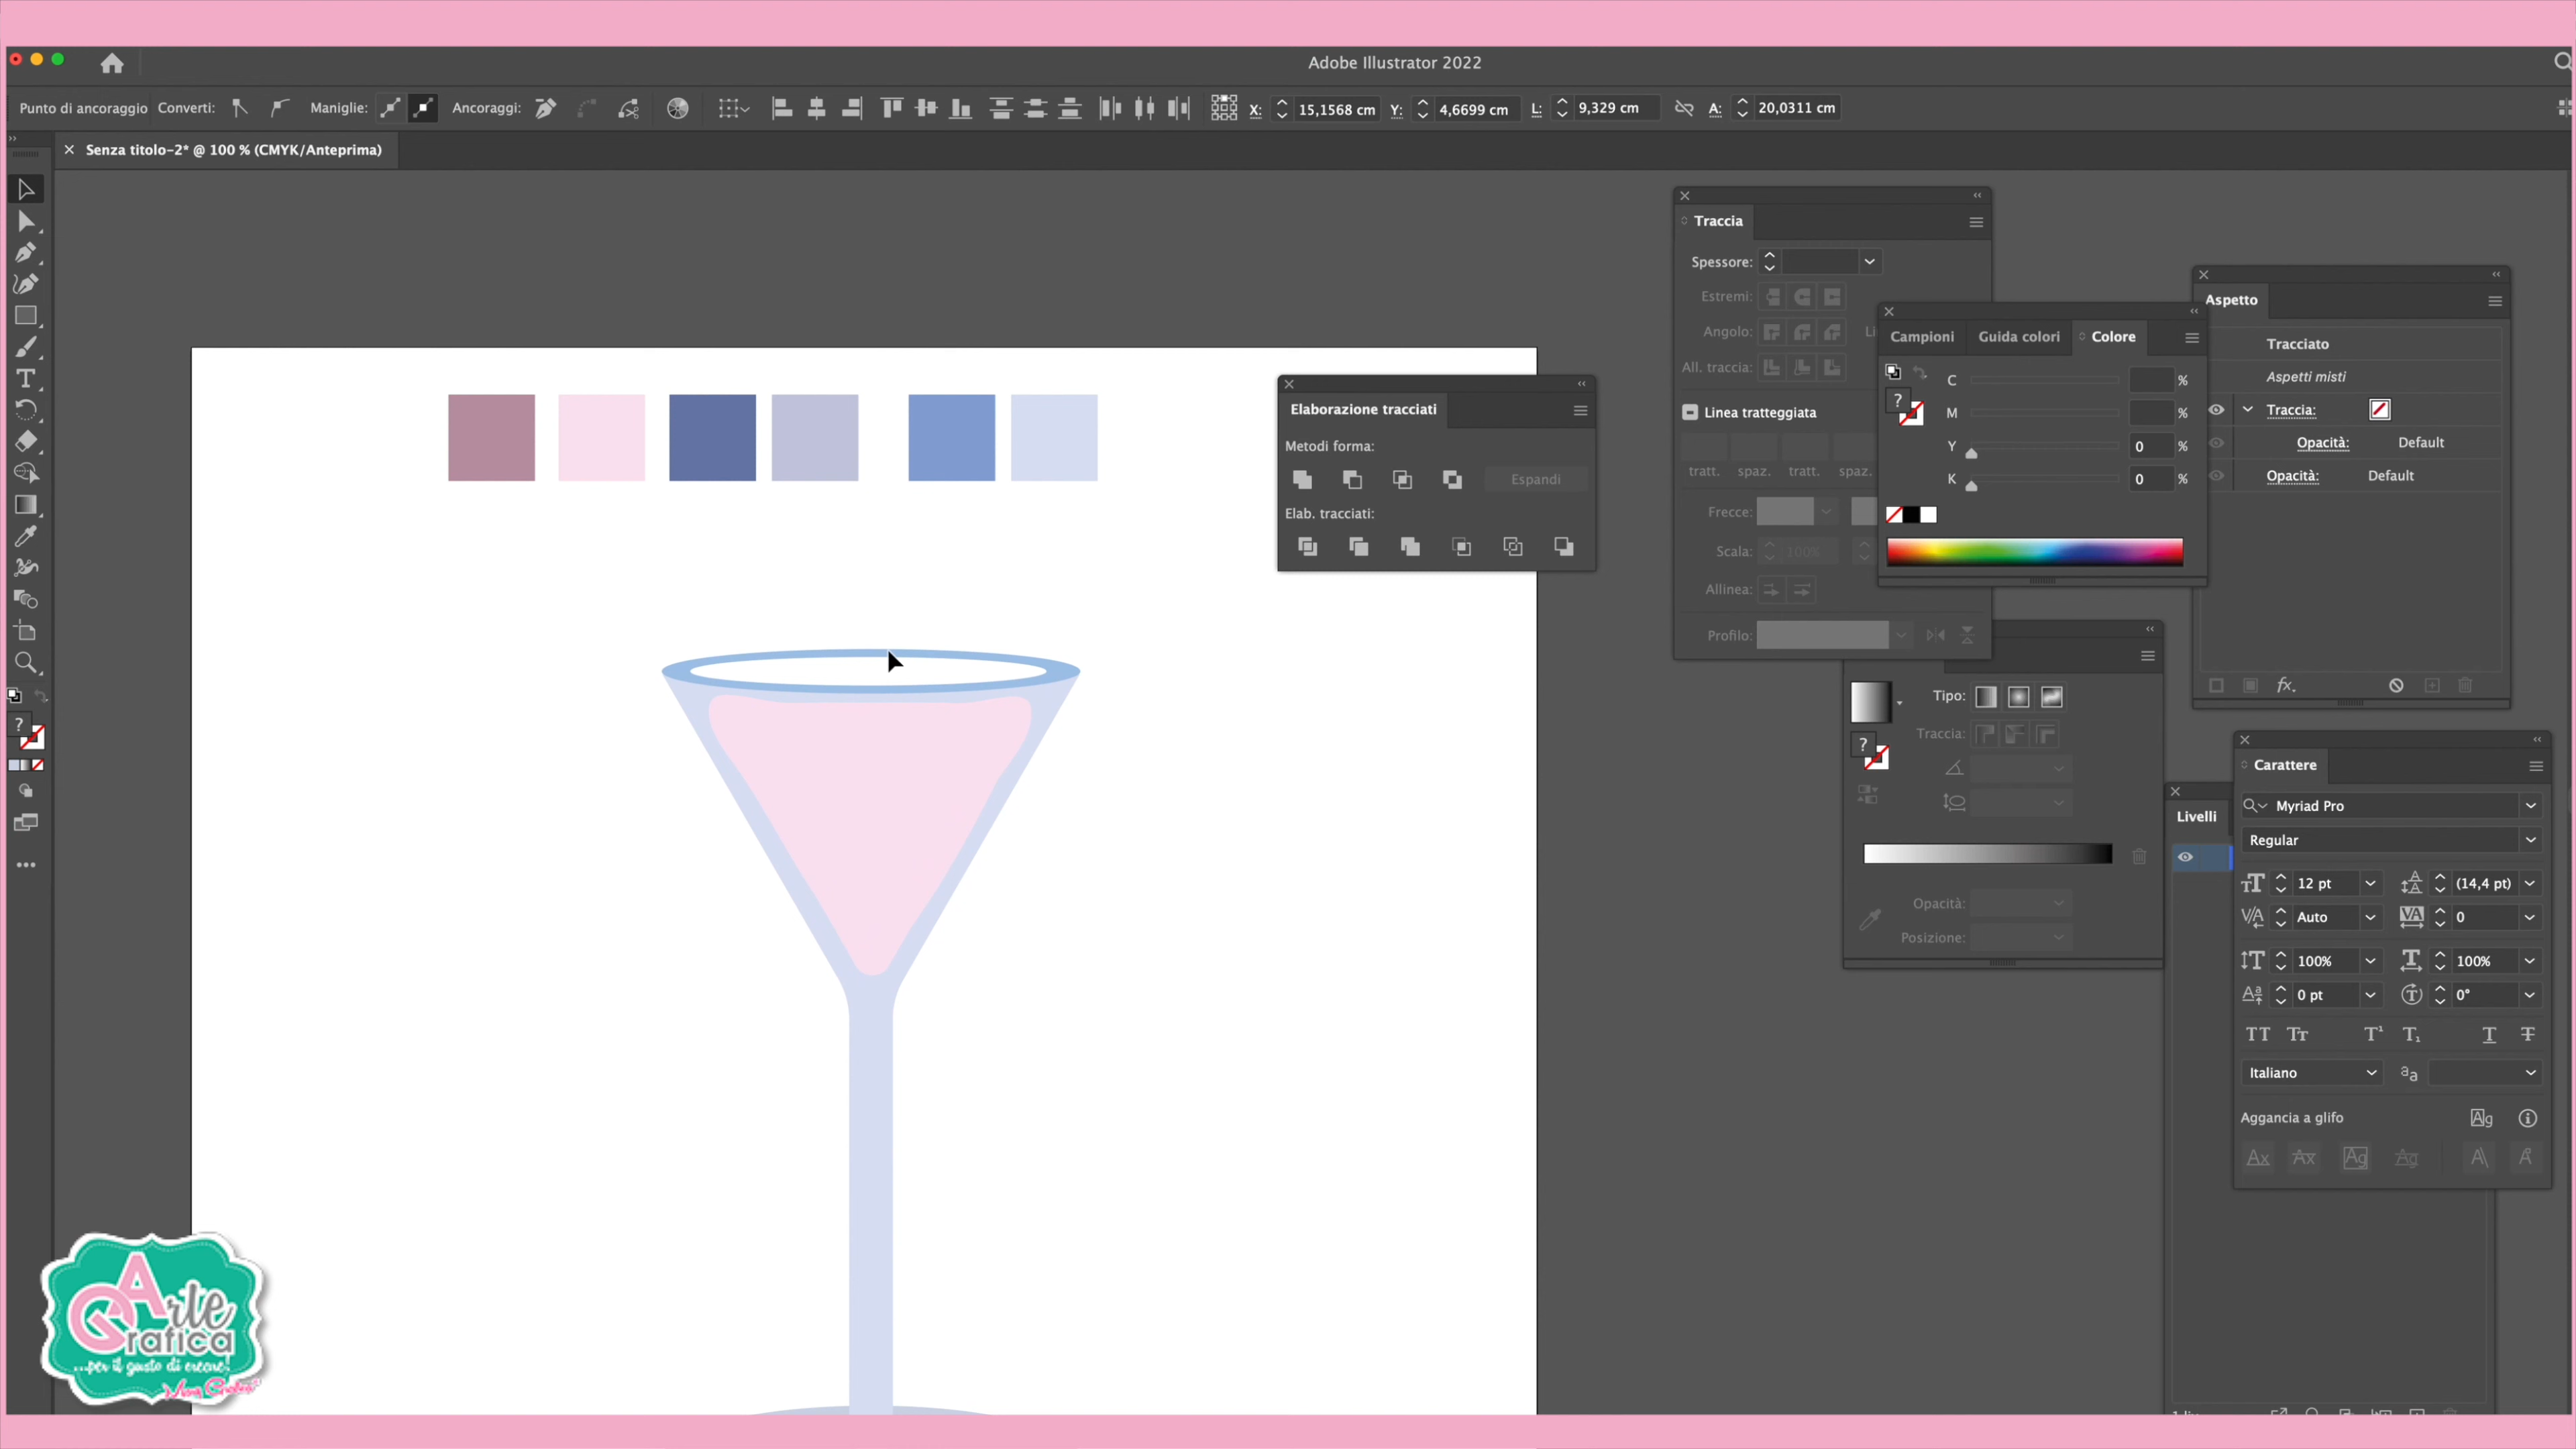 Adobe Illustrator 2022
Punto di ancoraggio Converti: Maniglie: Ancoraggi: X: 15,1568 cm Y: 4,6699 cm L: 9,329 cm A: 20,0311 cm
Senza titolo-2* @ 100 % (CMYK/Anteprima)
Traccia
Spessore:
Estremi:
Angolo:
Li
All. traccia:
Linea tratteggiata
tratt. spaz. tratt. spaz.
Frecce:
Scala: 100%
Allinea:
Profilo:
Campioni Guida colori Colore
?
C %
M
Y 0 %
K 0 %
Aspetto
Tracciato
Aspetti misti
Traccia:
Opacità: Default
Opacità: Default
fx.
Elaborazione tracciati
Metodi forma:
Espandi
Elab. tracciati:
Tipo:
Traccia:
?
Opacità:
Posizione:
Livelli
Carattere
Myriad Pro
Regular
12 pt (14,4 pt)
Auto 0
100% 100%
0 pt 0°
Italiano
Aggancia a glifo
?
Arte
Grafica
...per il gusto di creare!